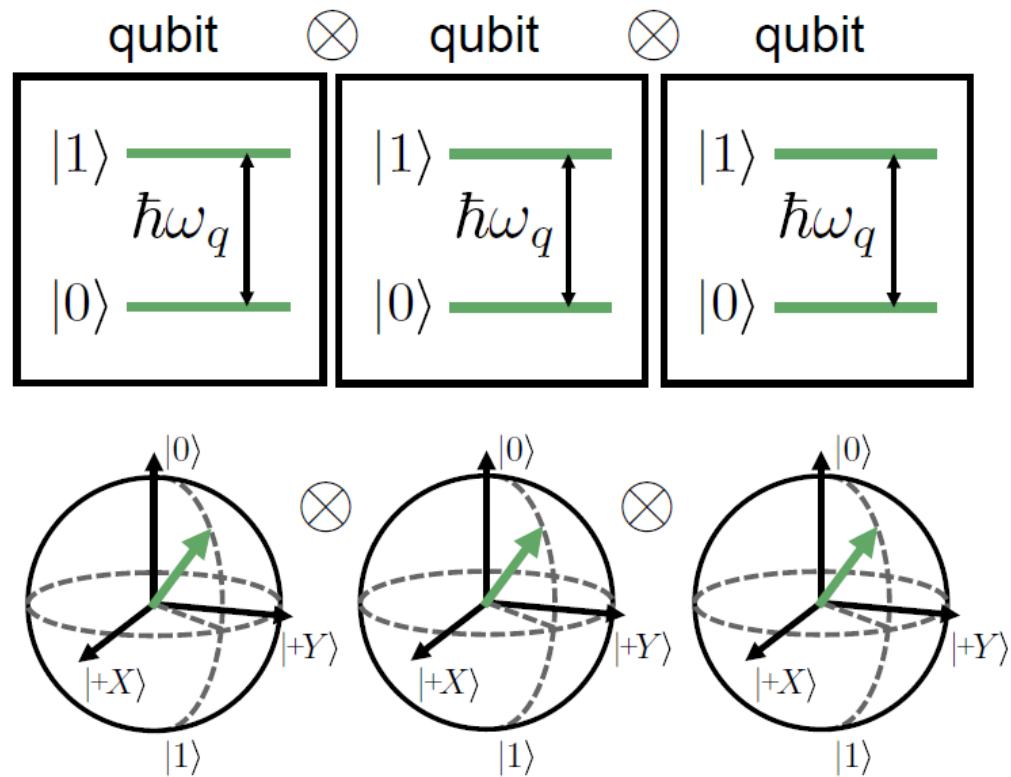 qubit ⊗ qubit ⊗ qubit
|1⟩ |1⟩ |1⟩
ħω_q ħω_q ħω_q
|0⟩ |0⟩ |0⟩
|0⟩ |0⟩ |0⟩
⊗ ⊗
|+Y⟩ |+Y⟩ |+Y⟩
|+X⟩ |+X⟩ |+X⟩
|1⟩ |1⟩ |1⟩